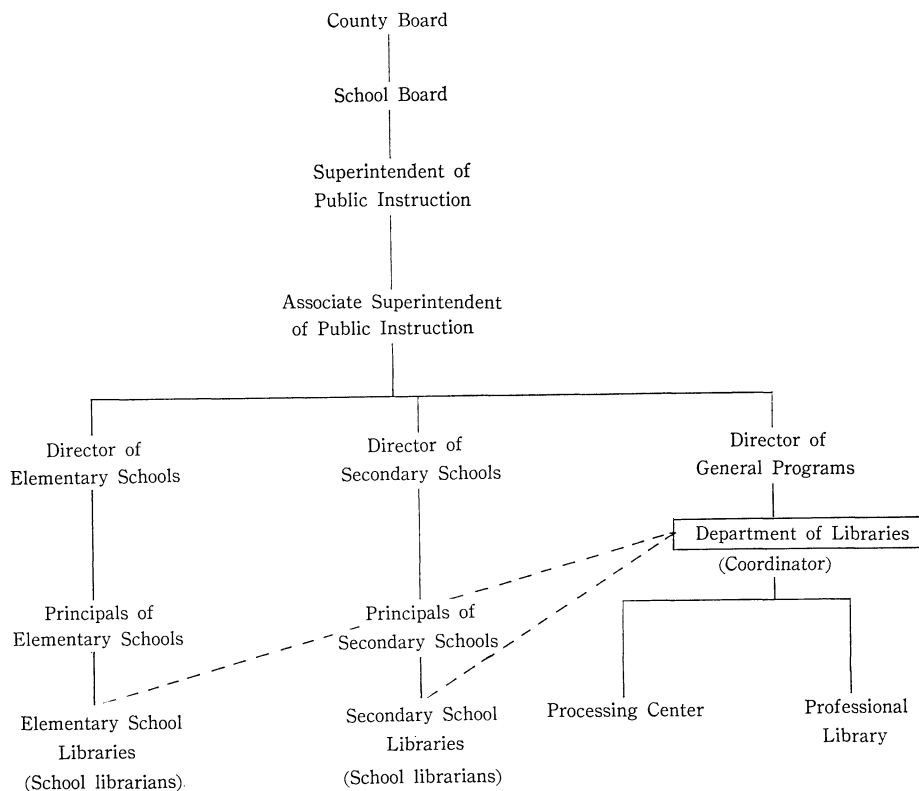 County Board
School Board
Superintendent of
Public Instruction
Associate Superintendent
of Public Instruction
Director of
Elementary Schools
Director of
Secondary Schools
Director of
General Programs
Department of Libraries
(Coordinator)
Principals of
Elementary Schools
Principals of
Secondary Schools
Elementary School
Libraries
(School librarians)
Secondary School
Libraries
(School librarians)
Processing Center
Professional
Library